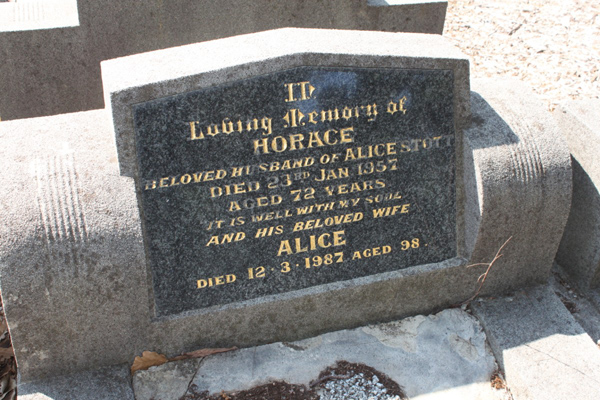 In
Loving Memory of
HORACE
BELOVED HUSBAND OF ALICE STOTT
DIED 23RD JAN 1957
AGED 72 YEARS
IT IS WELL WITH MY SOUL
AND HIS BELOVED WIFE
ALICE
DIED 12·3·1987 AGED 98.